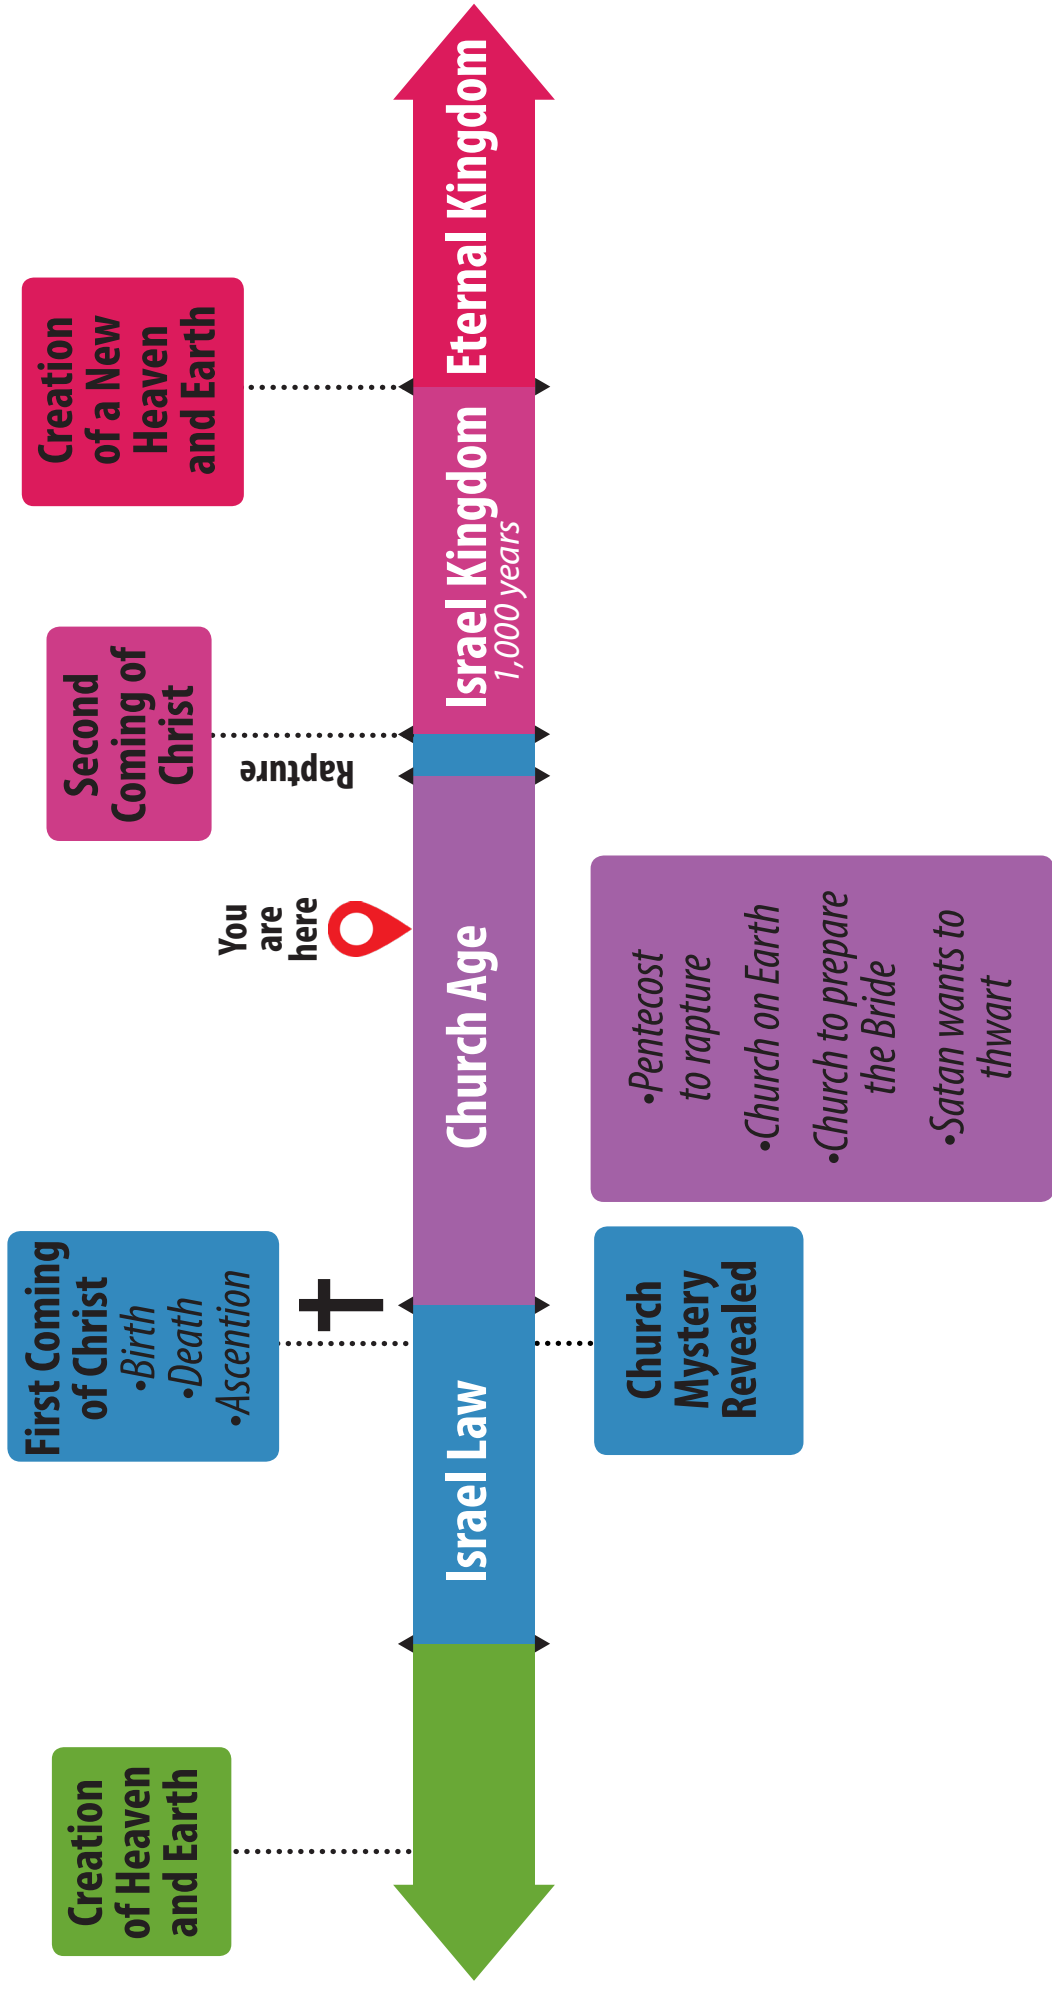 Creation
of Heaven
and Earth
First Coming
of Christ
•Birth
•Death
•Ascention
You
are
here
Rapture
Second
Coming of
Christ
Creation
of a New
Heaven
and Earth
Israel Law
Church Age
Israel Kingdom
1,000 years
Eternal Kingdom
Church
Mystery
Revealed
•Pentecost
to rapture
•Church on Earth
•Church to prepare
the Bride
•Satan wants to
thwart